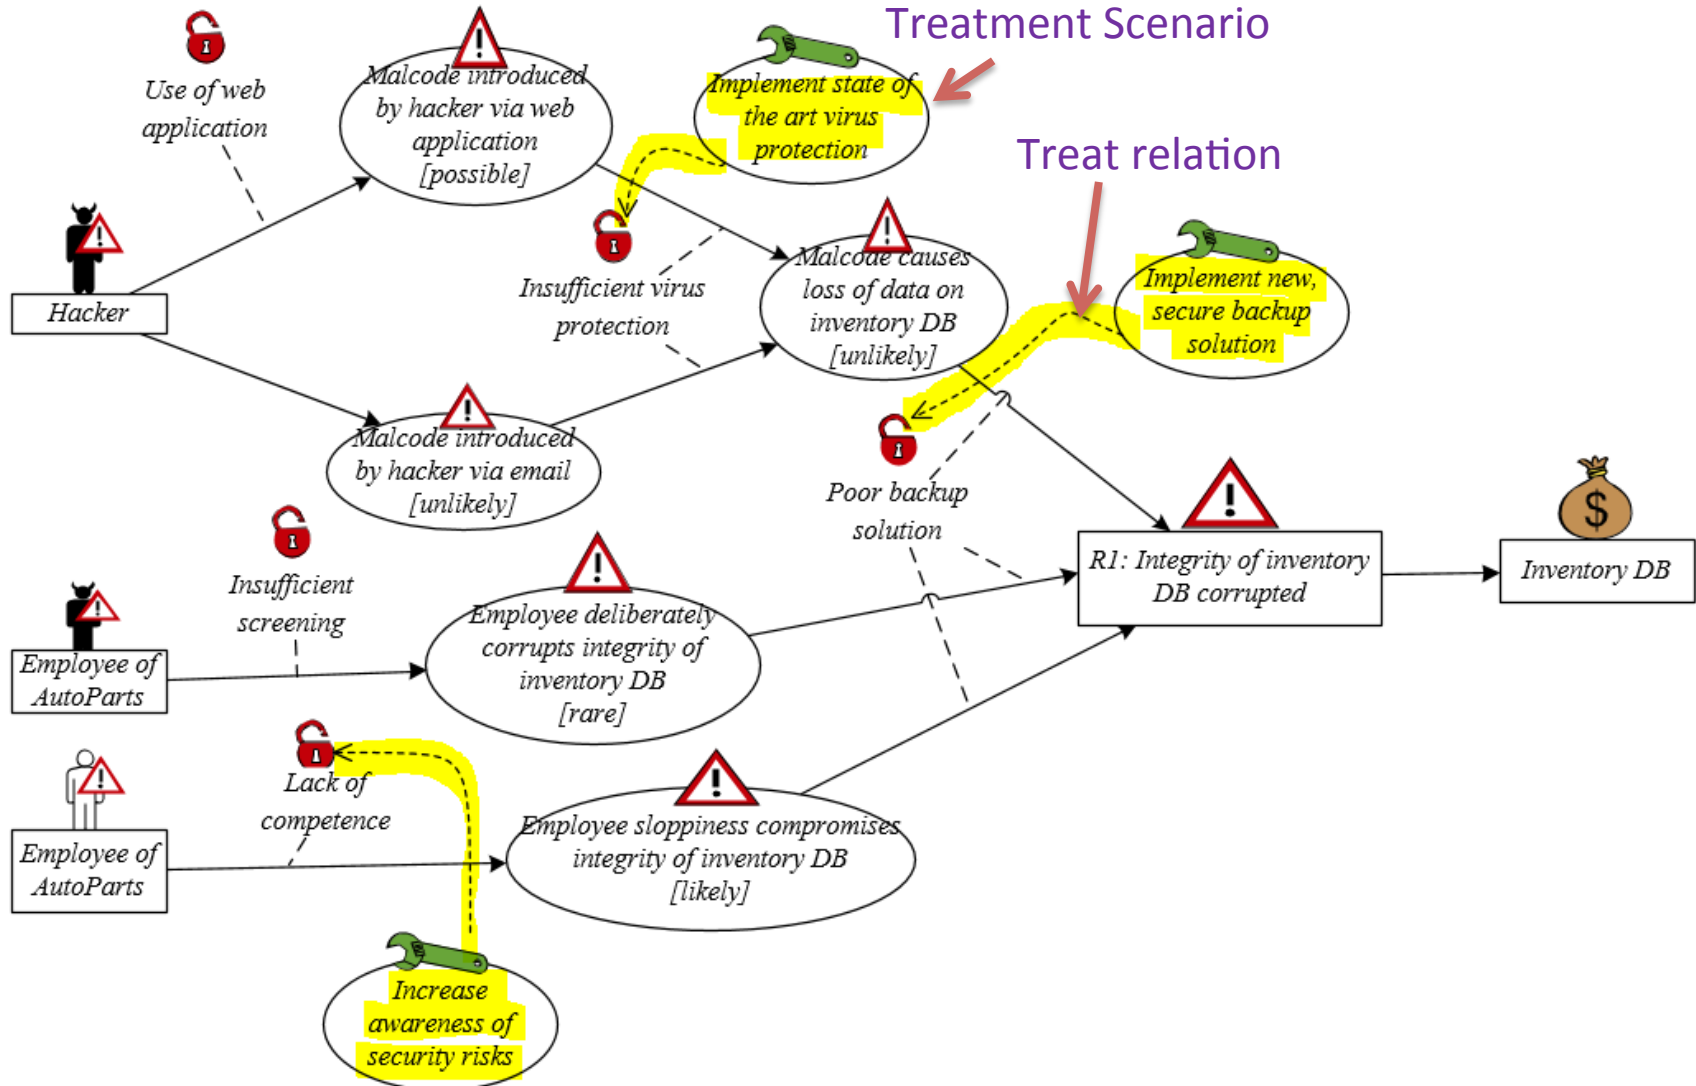 Treatment Scenario
Use of web
application
Malcode introduced
by hacker via web
application
[possible]
Implement state of
the art virus
protection
Treat relation
Hacker
Insufficient virus
protection
Malcode causes
loss of data on
inventory DB
[unlikely]
Implement new,
secure backup
solution
Malcode introduced
by hacker via email
[unlikely]
Poor backup
solution
R1: Integrity of inventory
DB corrupted
$
Inventory DB
Insufficient
screening
Employee of
AutoParts
Employee deliberately
corrupts integrity of
inventory DB
[rare]
Lack of
competence
Employee of
AutoParts
Employee sloppiness compromises
integrity of inventory DB
[likely]
Increase
awareness of
security risks